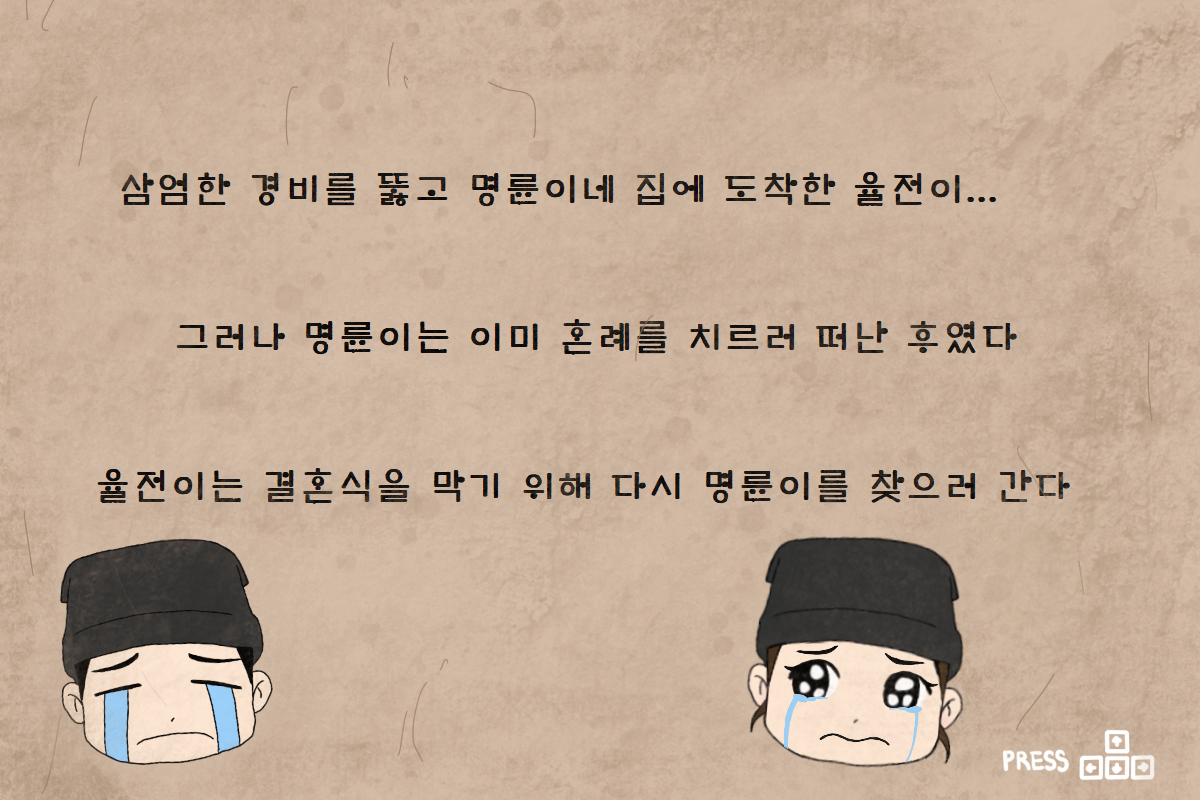 삼엄한 경비를 뚫고 명륜이네 집에 도착한 율전이...
그러나 명륜이는 이미 혼례를 치르러 떠난 후였다
율전이는 결혼식을 막기 위해 다시 명륜이를 찾으러 간다
PRESS